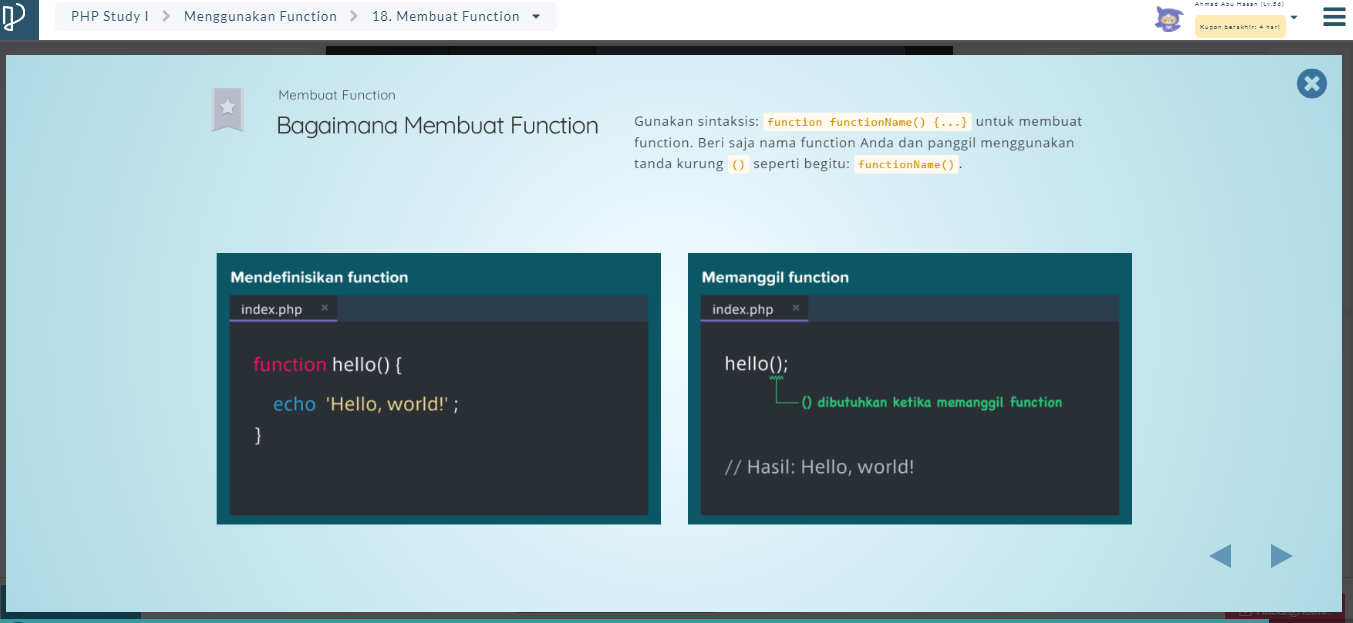 PHP Study I > Menggunakan Function > 18. Membuat Function
Ahmad Abu Hasan (Lv.56)
Kupon berakhir: 4 hari
Membuat Function
Bagaimana Membuat Function
Gunakan sintaksis: function functionName() {...} untuk membuat
function. Beri saja nama function Anda dan panggil menggunakan
tanda kurung () seperti begitu: functionName().
Mendefinisikan function
index.php ×
function hello() {
echo 'Hello, world!' ;
}
Memanggil function
index.php ×
hello();
() dibutuhkan ketika memanggil function
// Hasil: Hello, world!